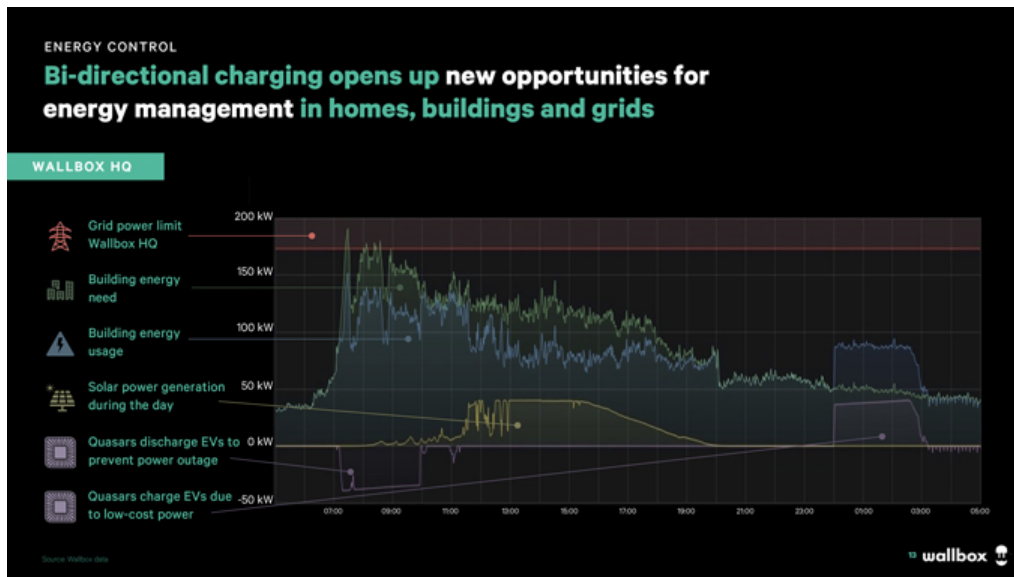 ENERGY CONTROL
Bi-directional charging opens up new opportunities for
energy management in homes, buildings and grids
WALLBOX HQ
Grid power limit
Wallbox HQ
Building energy
need
Building energy
usage
Solar power generation
during the day
Quasars discharge EVs to
prevent power outage
Quasars charge EVs due
to low-cost power
200 kW
150 kW
100 kW
50 kW
0 kW
-50 kW
07:00 09:00 11:00 13:00 15:00 17:00 19:00 21:00 23:00 01:00 03:00 05:00
Source: Wallbox data
13 wallbox